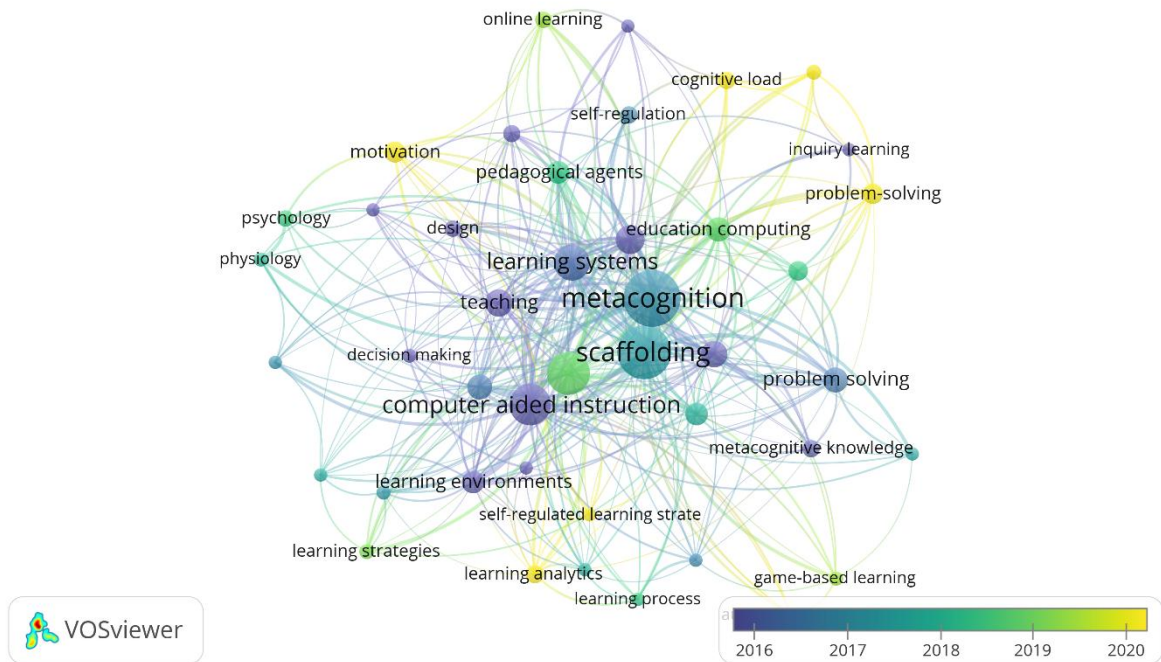 online learning
cognitive load
self-regulation
motivation
inquiry learning
pedagogical agents
problem-solving
psychology
design
education computing
physiology
learning systems
metacognition
teaching
decision making
scaffolding
problem solving
computer aided instruction
metacognitive knowledge
learning environments
self-regulated learning strate
learning strategies
learning analytics
game-based learning
learning process
VOSviewer
2016 2017 2018 2019 2020